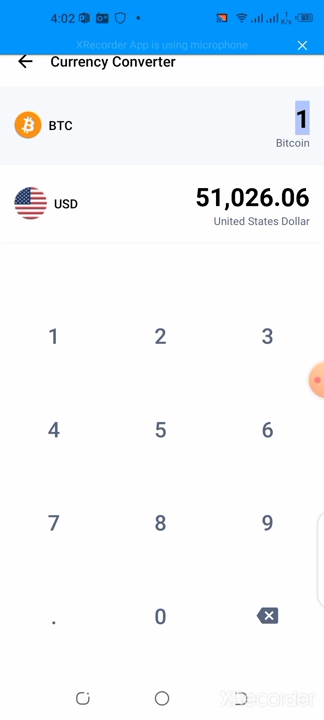 4:02
XRecorder App is using microphone
Currency Converter
BTC
1
Bitcoin
USD
51,026.06
United States Dollar
1 2 3
4 5 6
7 8 9
. 0
XRecorder